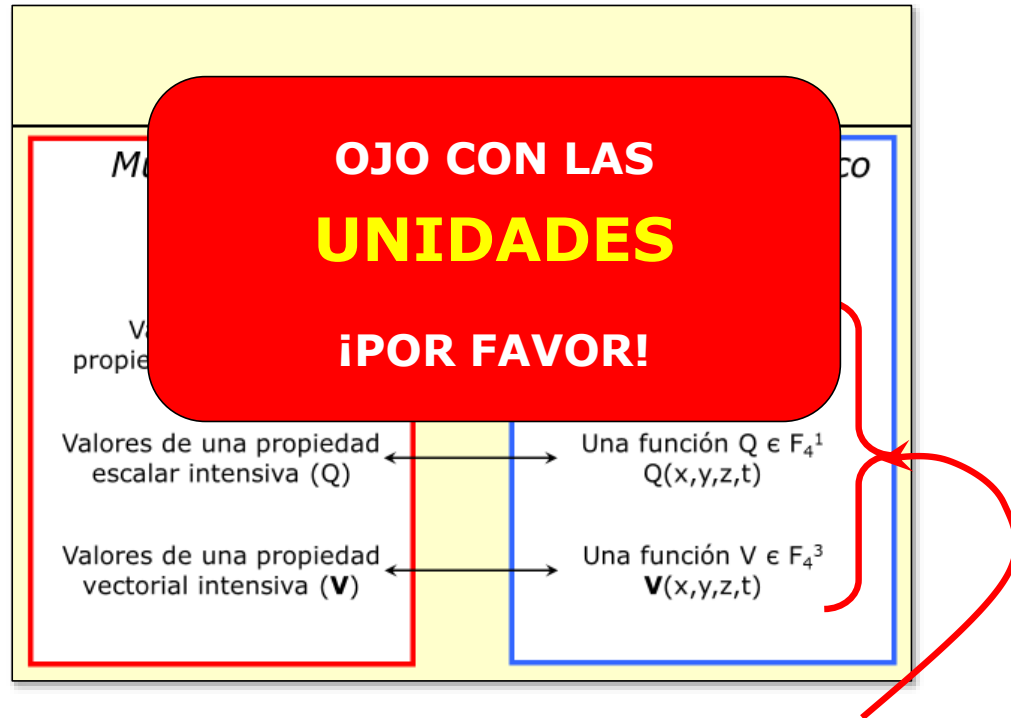 OJO CON LAS
UNIDADES
¡POR FAVOR!
Valores de una propiedad
escalar intensiva (Q)
Una función Q є F₄¹
Q(x,y,z,t)
Valores de una propiedad
vectorial intensiva (V)
Una función V є F₄³
V(x,y,z,t)